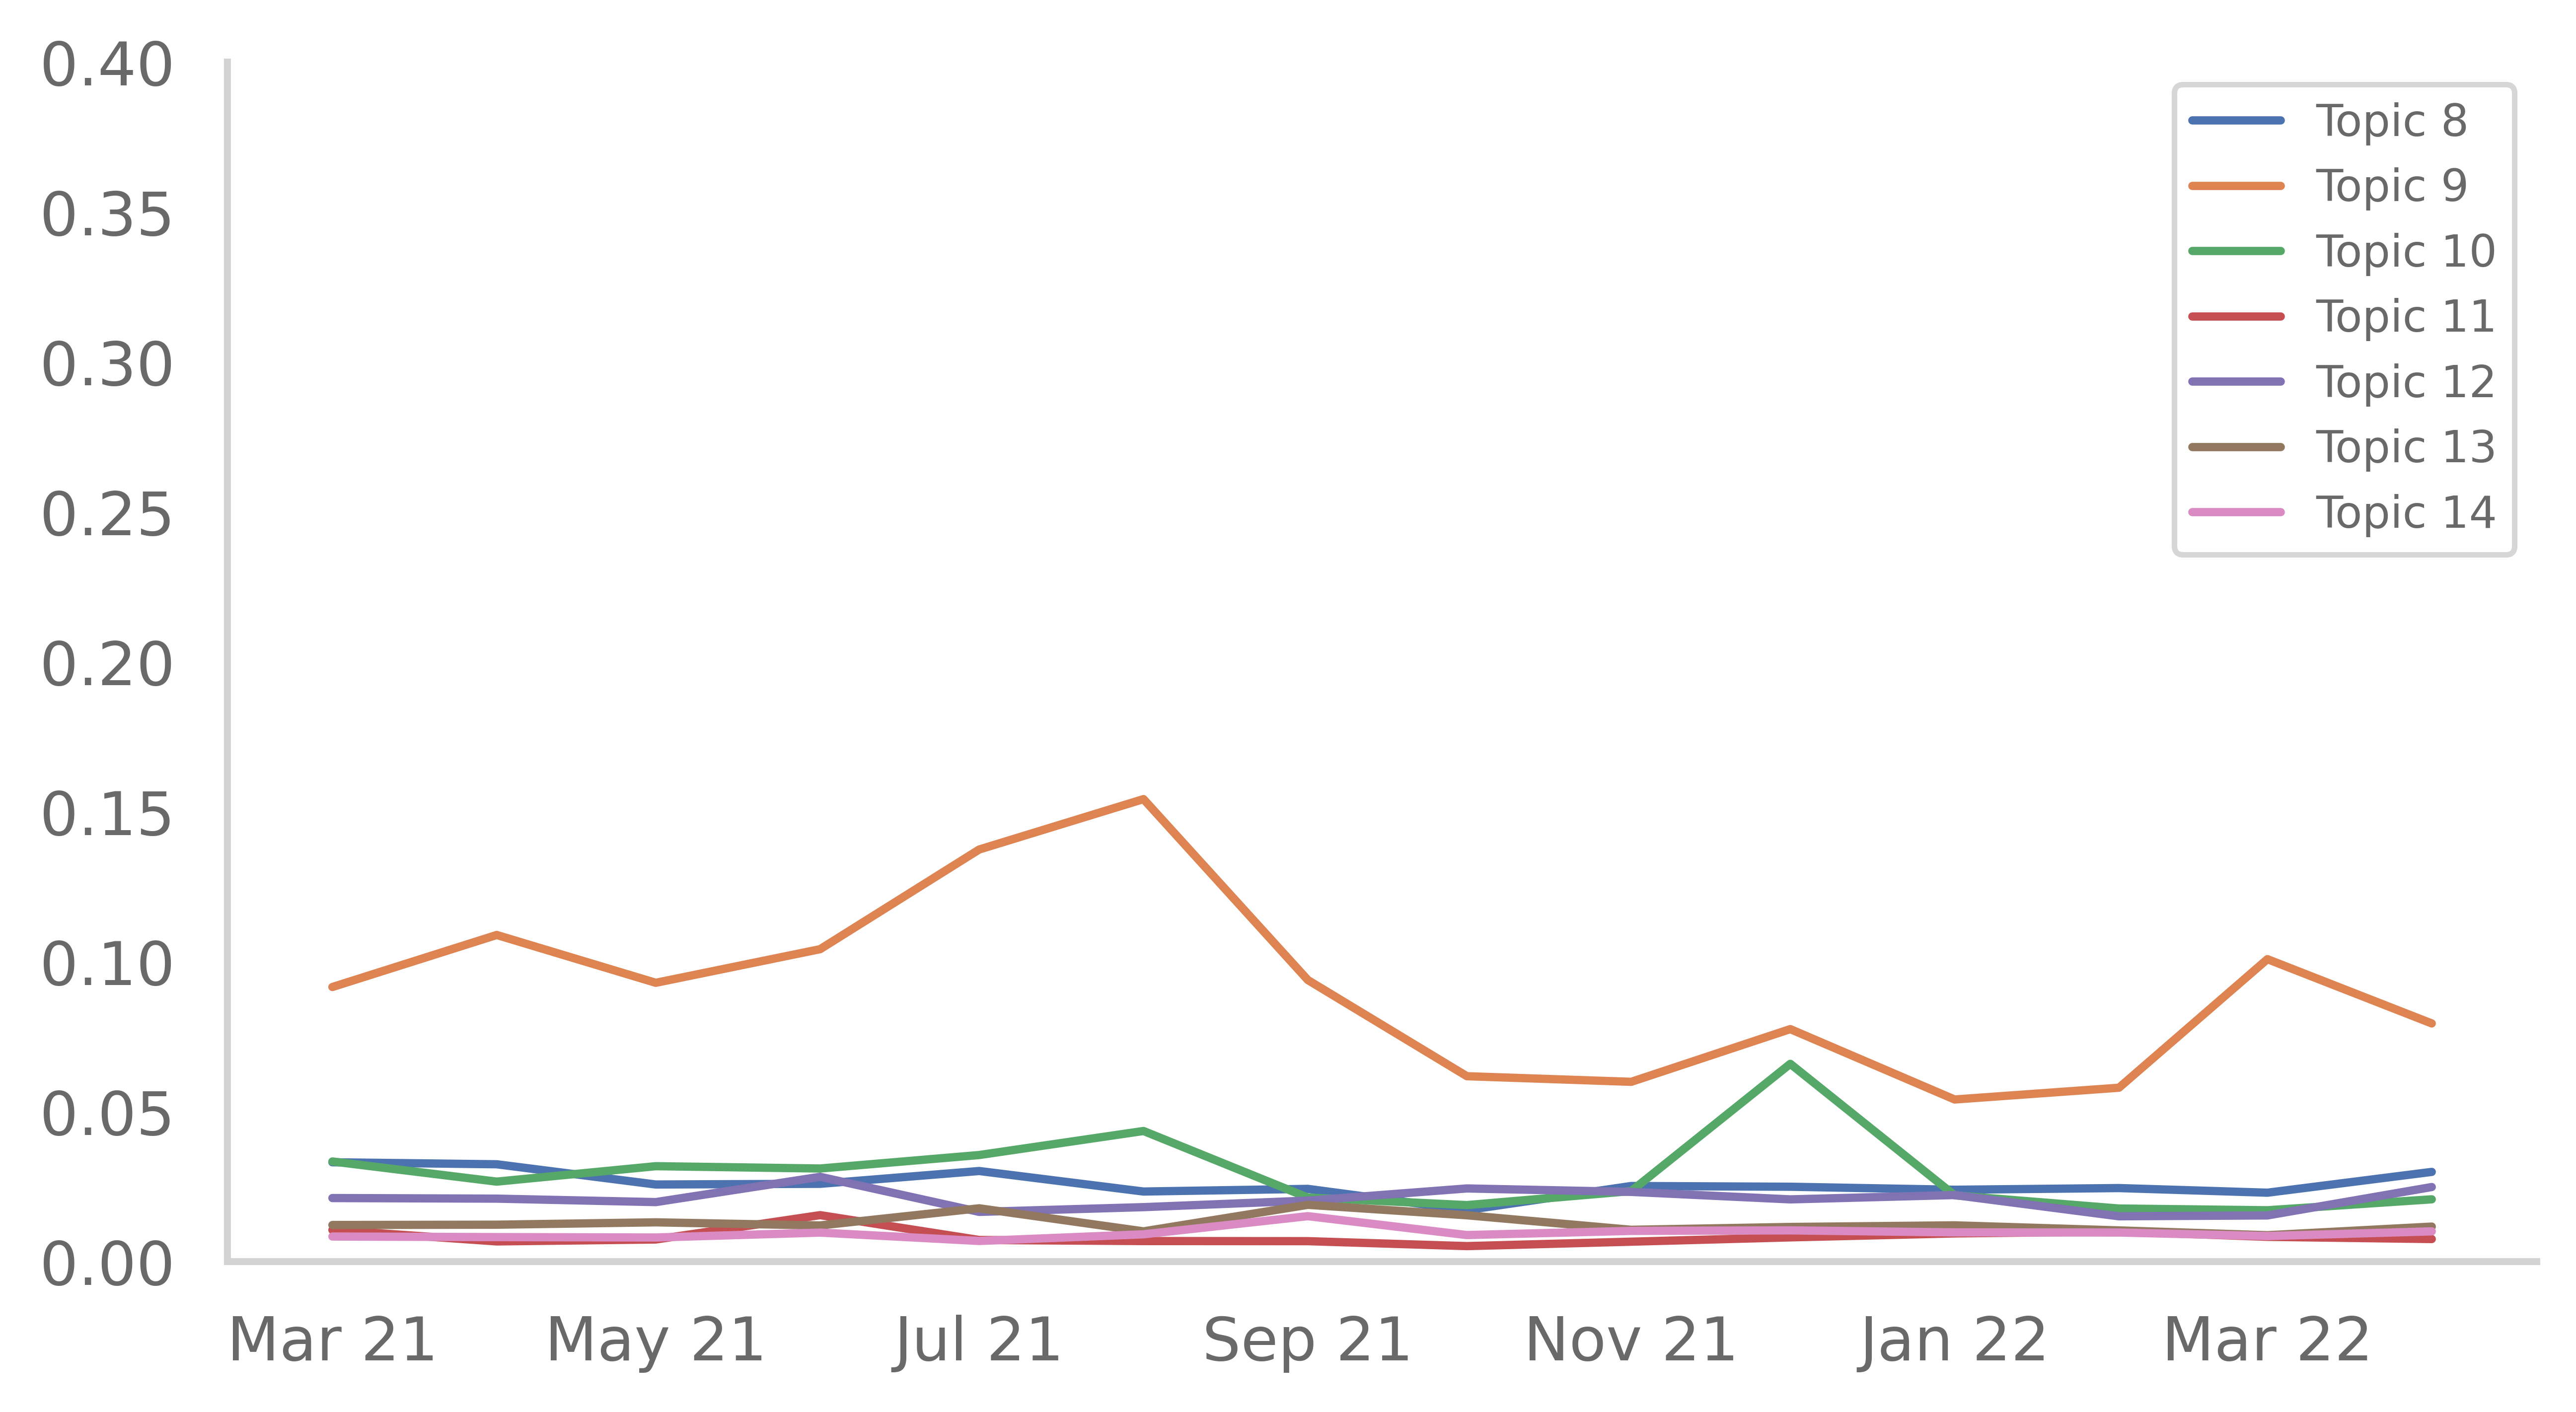 0.40
0.35
0.30
0.25
0.20
0.15
0.10
0.05
0.00
Mar 21 May 21 Jul 21 Sep 21 Nov 21 Jan 22 Mar 22
Topic 8
Topic 9
Topic 10
Topic 11
Topic 12
Topic 13
Topic 14